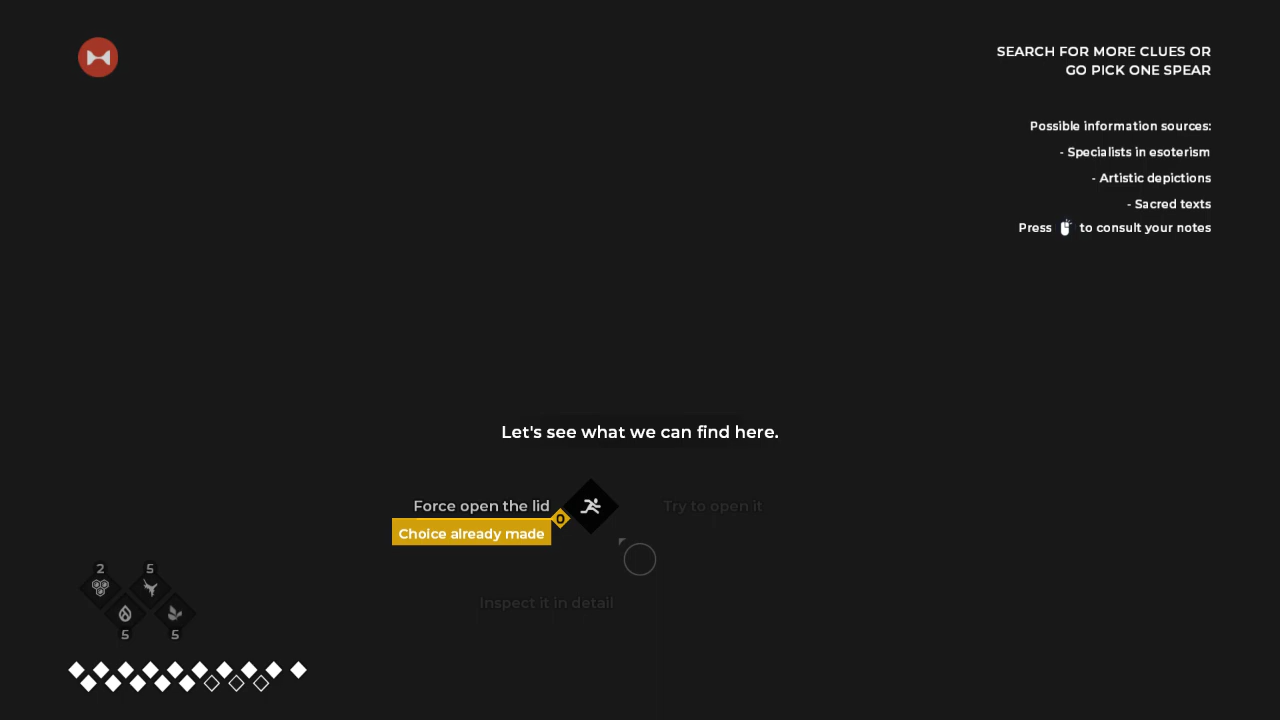 SEARCH FOR MORE CLUES OR
GO PICK ONE SPEAR
Possible information sources:
- Specialists in esoterism
- Artistic depictions
- Sacred texts
Press to consult your notes
Let's see what we can find here.
Force open the lid
Try to open it
0
Choice already made
Inspect it in detail
2
5
5
5